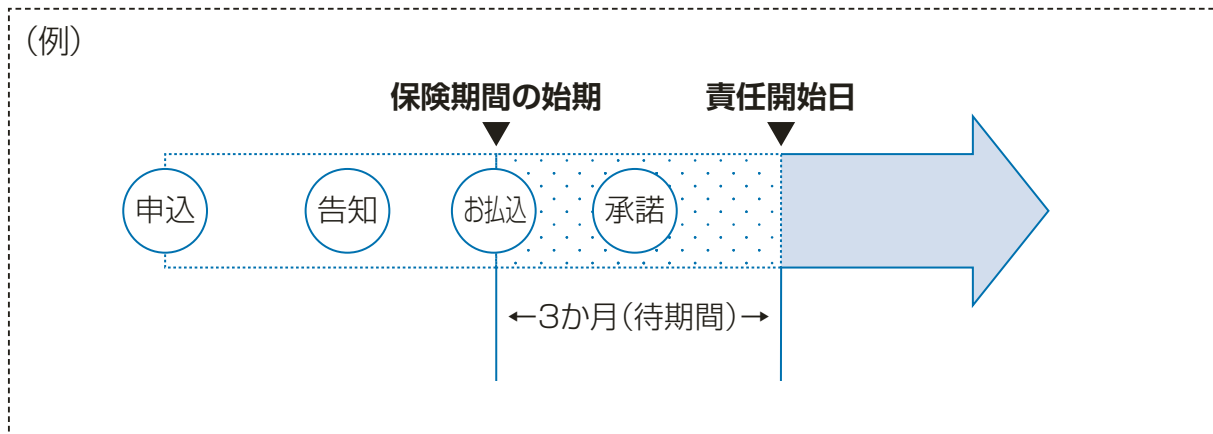 （例）
保険期間の始期
責任開始日
申込
告知
お払込
承諾
←3か月（待期間）→